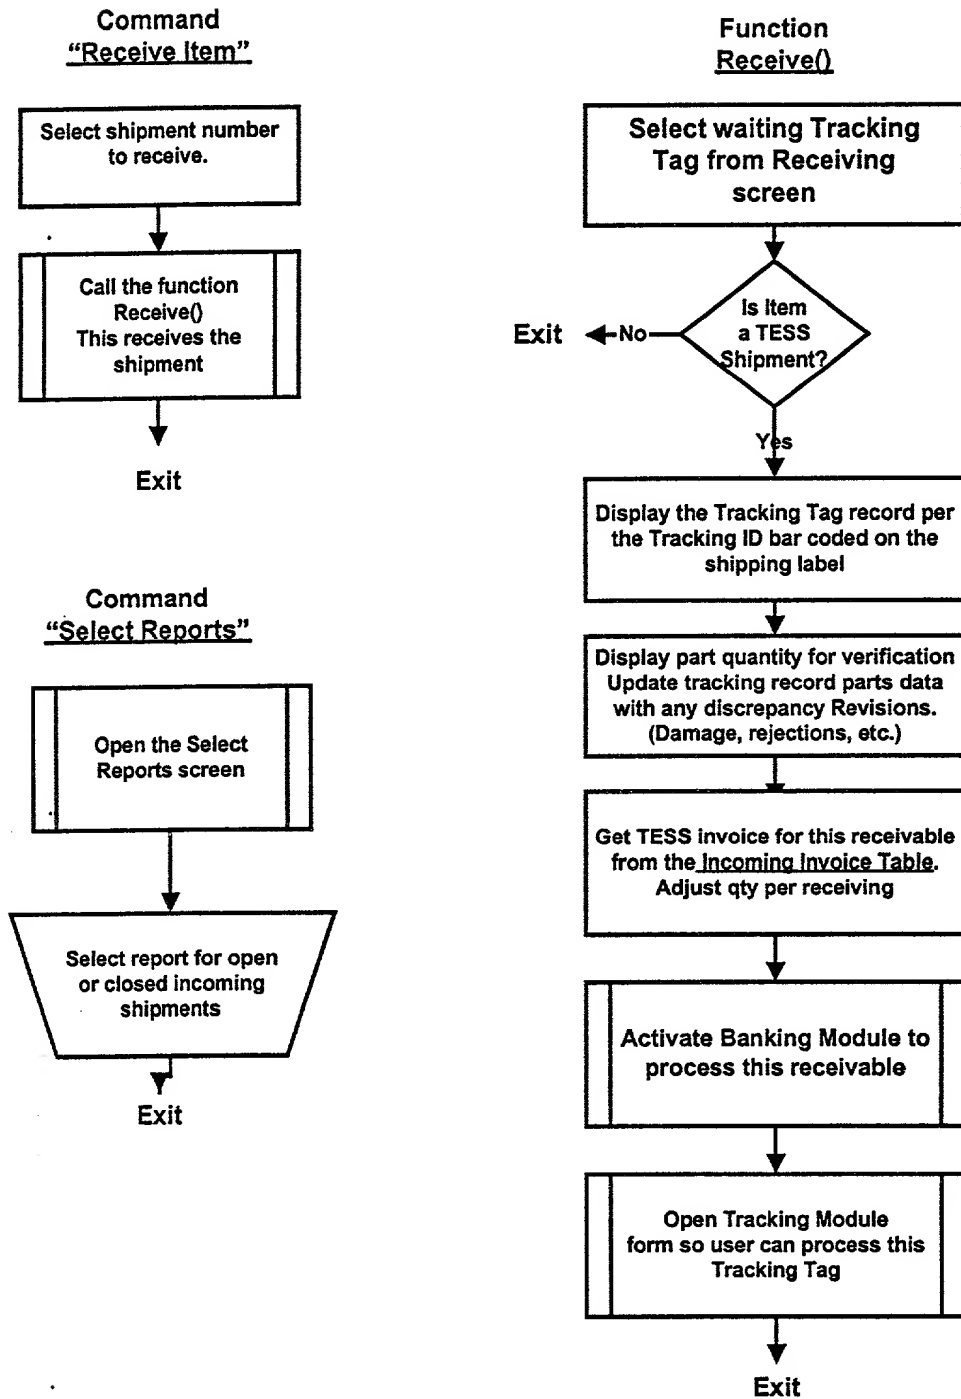 Command
“Receive Item”
Select shipment number
to receive.
Call the function
Receive()
This receives the
shipment
Exit
Command
“Select Reports”
Open the Select
Reports screen
Select report for open
or closed incoming
shipments
Exit
Function
Receive()
Select waiting Tracking
Tag from Receiving
screen
Is Item
a TESS
Shipment?
No
Exit
Yes
Display the Tracking Tag record per
the Tracking ID bar coded on the
shipping label
Display part quantity for verification
Update tracking record parts data
with any discrepancy Revisions.
(Damage, rejections, etc.)
Get TESS invoice for this receivable
from the Incoming Invoice Table.
Adjust qty per receiving
Activate Banking Module to
process this receivable
Open Tracking Module
form so user can process this
Tracking Tag
Exit